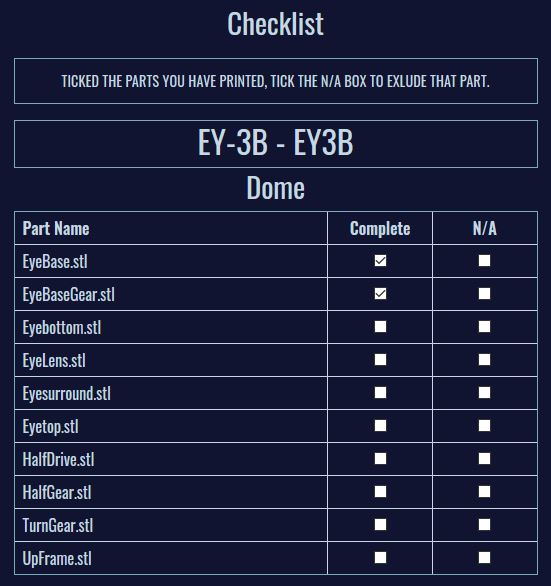 Checklist
TICKED THE PARTS YOU HAVE PRINTED, TICK THE N/A BOX TO EXLUDE THAT PART.
EY-3B - EY3B
Dome
Part Name Complete N/A
EyeBase.stl
EyeBaseGear.stl
Eyebottom.stl
EyeLens.stl
Eyesurround.stl
Eyetop.stl
HalfDrive.stl
HalfGear.stl
TurnGear.stl
UpFrame.stl